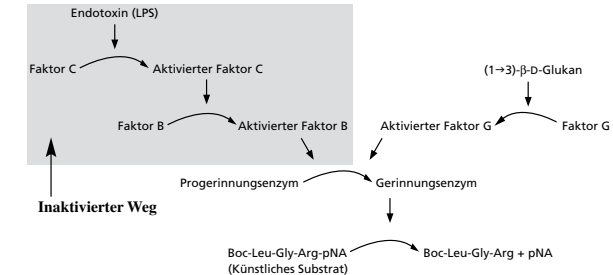 Endotoxin (LPS)
Faktor C
Aktivierter Faktor C
(1→3)-β-D-Glukan
Faktor B
Aktivierter Faktor B
Aktivierter Faktor G
Faktor G
Progerinnungsenzym
Gerinnungsenzym
Inaktivierter Weg
Boc-Leu-Gly-Arg-pNA
(Künstliches Substrat)
Boc-Leu-Gly-Arg + pNA